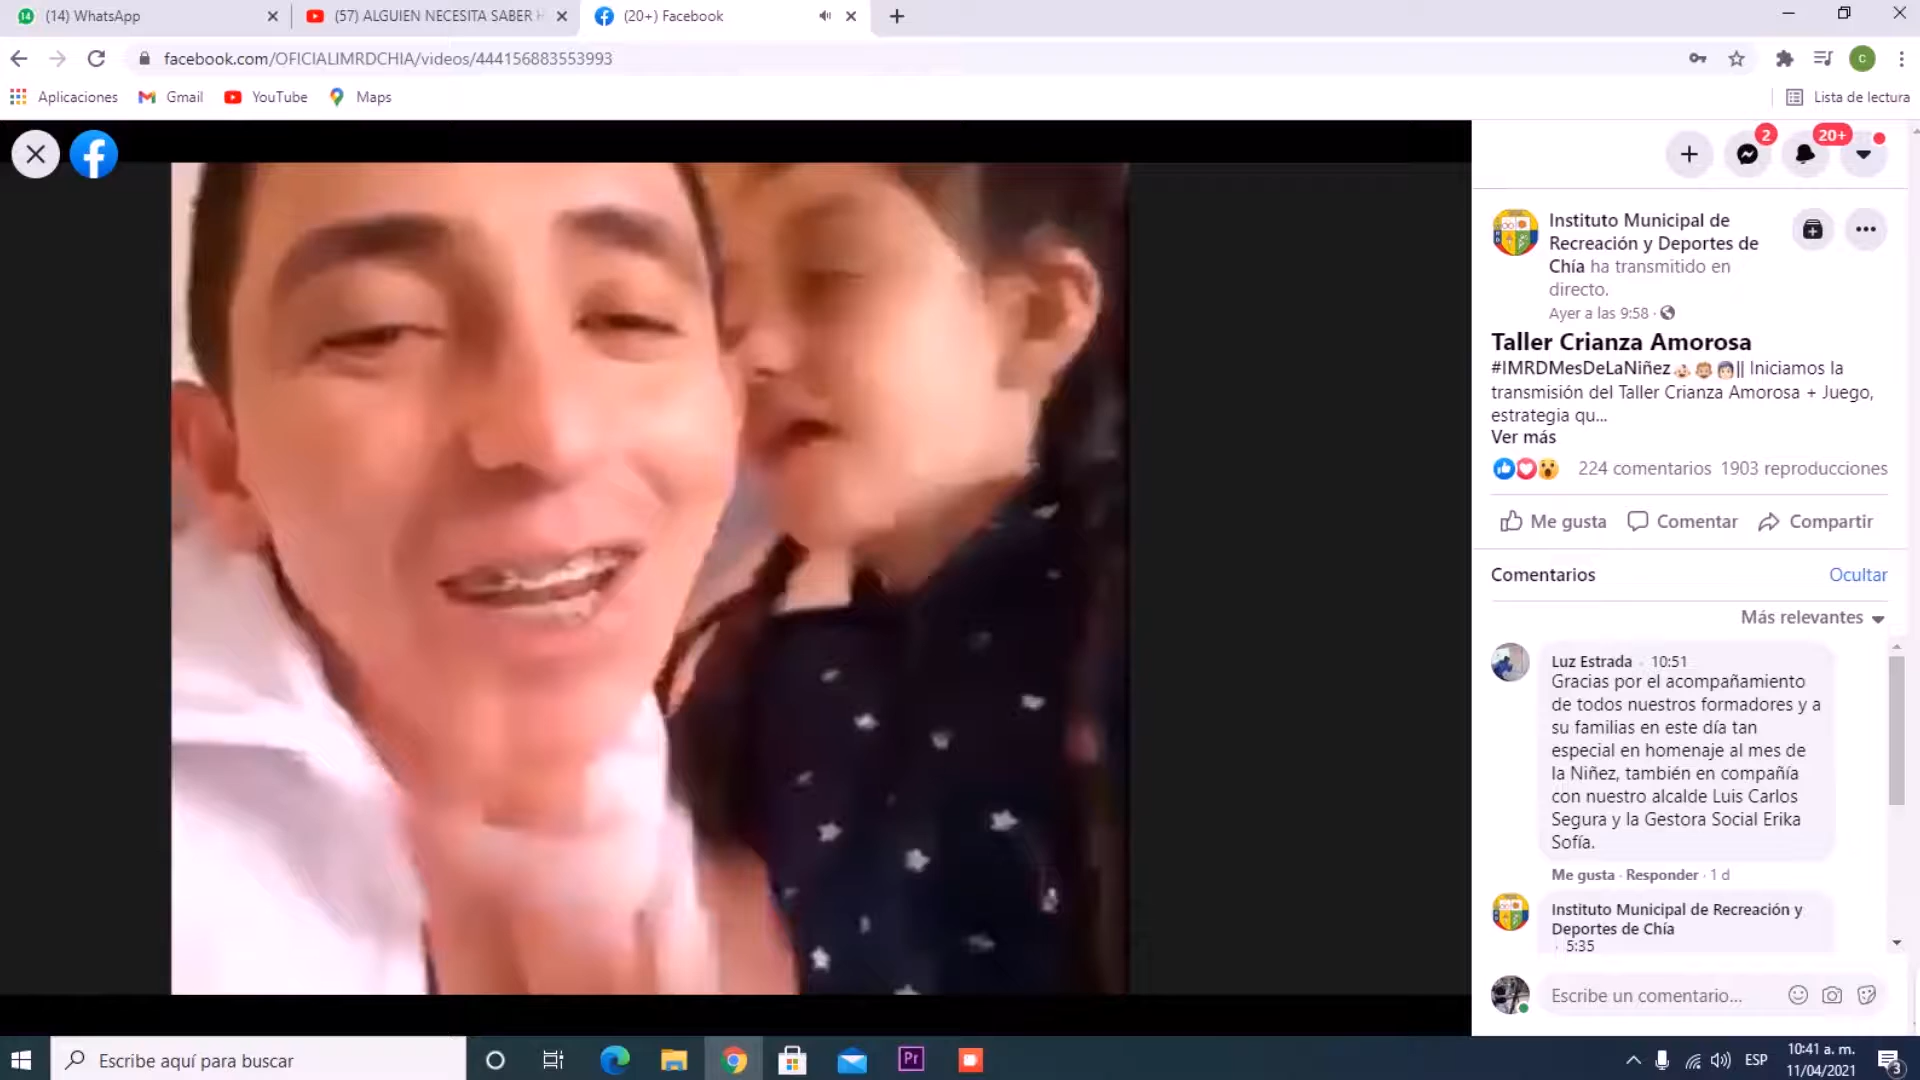 (14) WhatsApp
(57) ALGUIEN NECESITA SABER
(20+) Facebook
facebook.com/OFICIALIMRDCHIA/videos/444156883553993
Aplicaciones
Gmail
YouTube
Maps
Lista de lectura
2
20+
Instituto Municipal de
Recreación y Deportes de
Chía ha transmitido en
directo.
Ayer a las 9:58 ·
Taller Crianza Amorosa
#IMRDMesDeLaNiñez || Iniciamos la
transmisión del Taller Crianza Amorosa + Juego,
estrategia qu...
Ver más
224 comentarios 1903 reproducciones
Me gusta Comentar Compartir
Comentarios
Ocultar
Más relevantes
Luz Estrada · 10:51
Gracias por el acompañamiento
de todos nuestros formadores y a
su familias en este día tan
especial en homenaje al mes de
la Niñez, también en compañía
con nuestro alcalde Luis Carlos
Segura y la Gestora Social Erika
Sofía.
Me gusta · Responder · 1 d
Instituto Municipal de Recreación y
Deportes de Chía
· 5:35
Escribe un comentario...
Escribe aquí para buscar
Pr
ESP
10:41 a. m.
11/04/2021
3